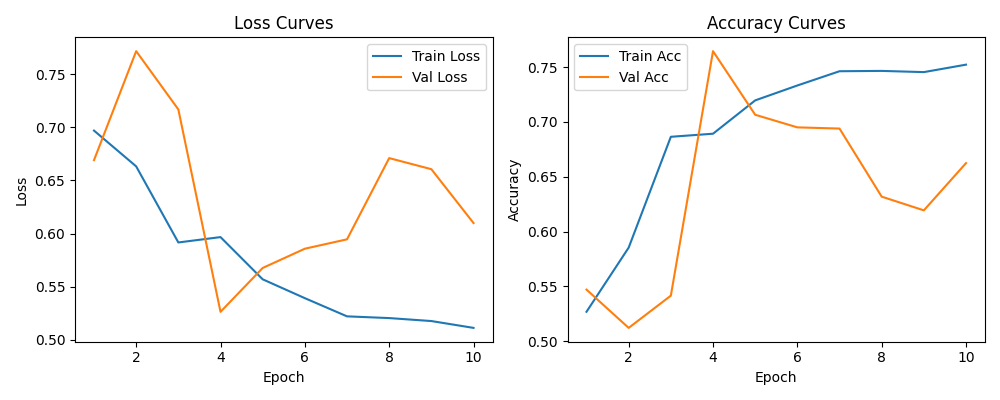 Loss Curves
0.75
0.70
0.65
0.60
0.55
0.50
Loss
Train Loss
Val Loss
2 4 6 8 10
Epoch
Accuracy Curves
Train Acc
Val Acc
0.75
0.70
0.65
0.60
0.55
0.50
Accuracy
2 4 6 8 10
Epoch